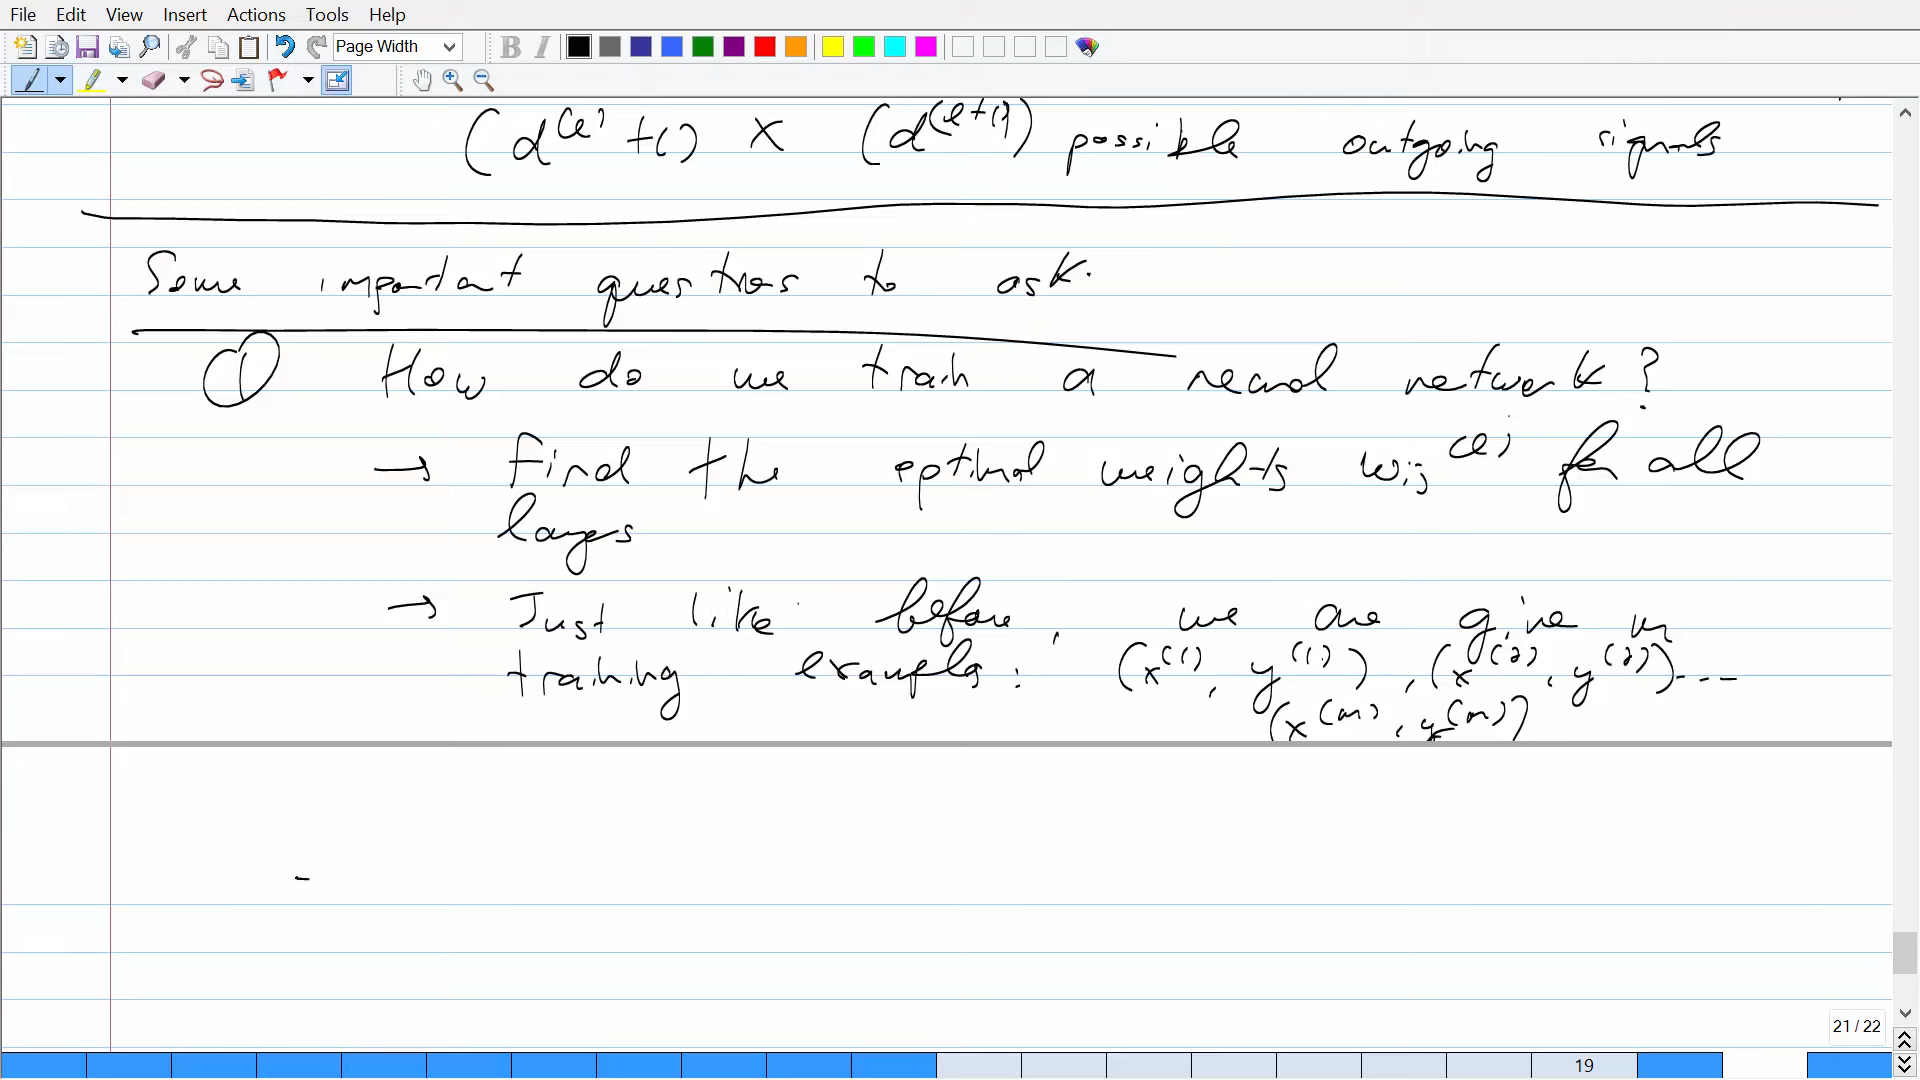 File Edit View Insert Actions Tools Help
Page Width
B I
(d^(l) +1) × (d^(l+1)) possible outgoing signals
Some important questions to ask.
① How do we train a neural network?
→ Find the optimal weights wij^(l) for all
layers
→ Just like before, we are given m
training examples: (x^(1), y^(1)), (x^(2), y^(2))---
(x^(m), y^(m))
21 / 22
19